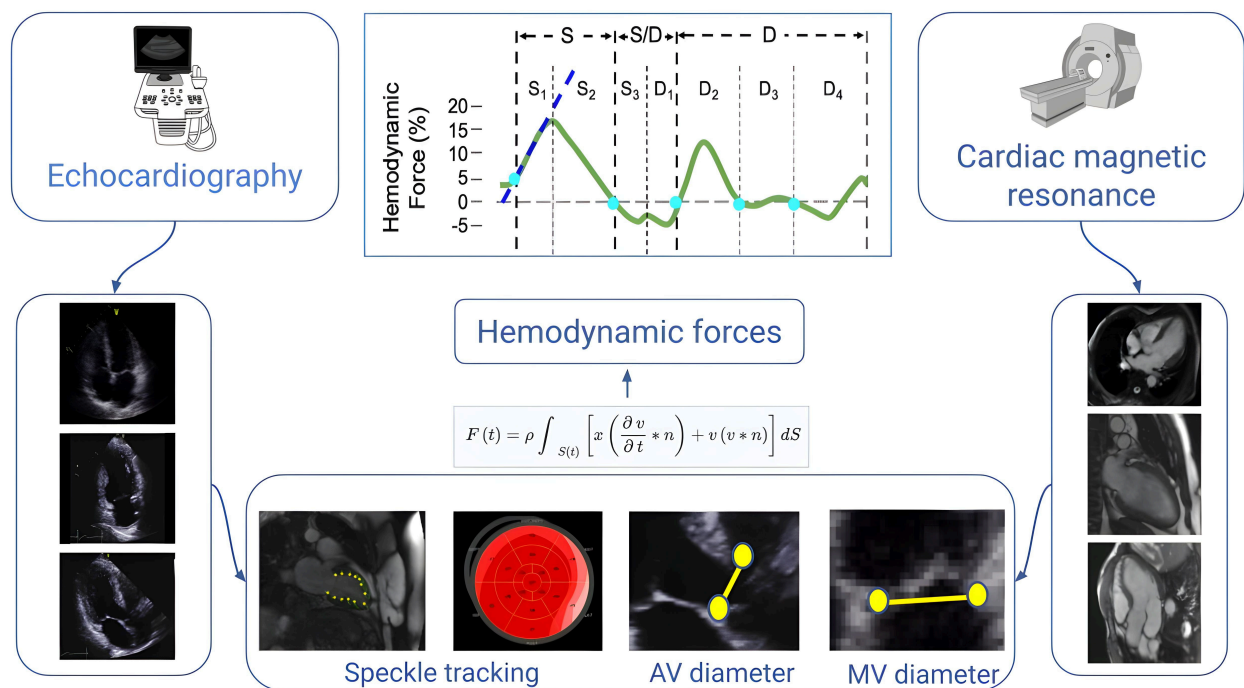 Echocardiography
S
S/D
D
S₁
S₂
S₃
D₁
D₂
D₃
D₄
Hemodynamic
Force (%)
20
15
10
5
0
-5
Cardiac magnetic
resonance
Hemodynamic forces
F(t) = ρ ∫_{S(t)} [x (∂v/∂t * n) + v(v * n)] dS
Speckle tracking
AV diameter
MV diameter